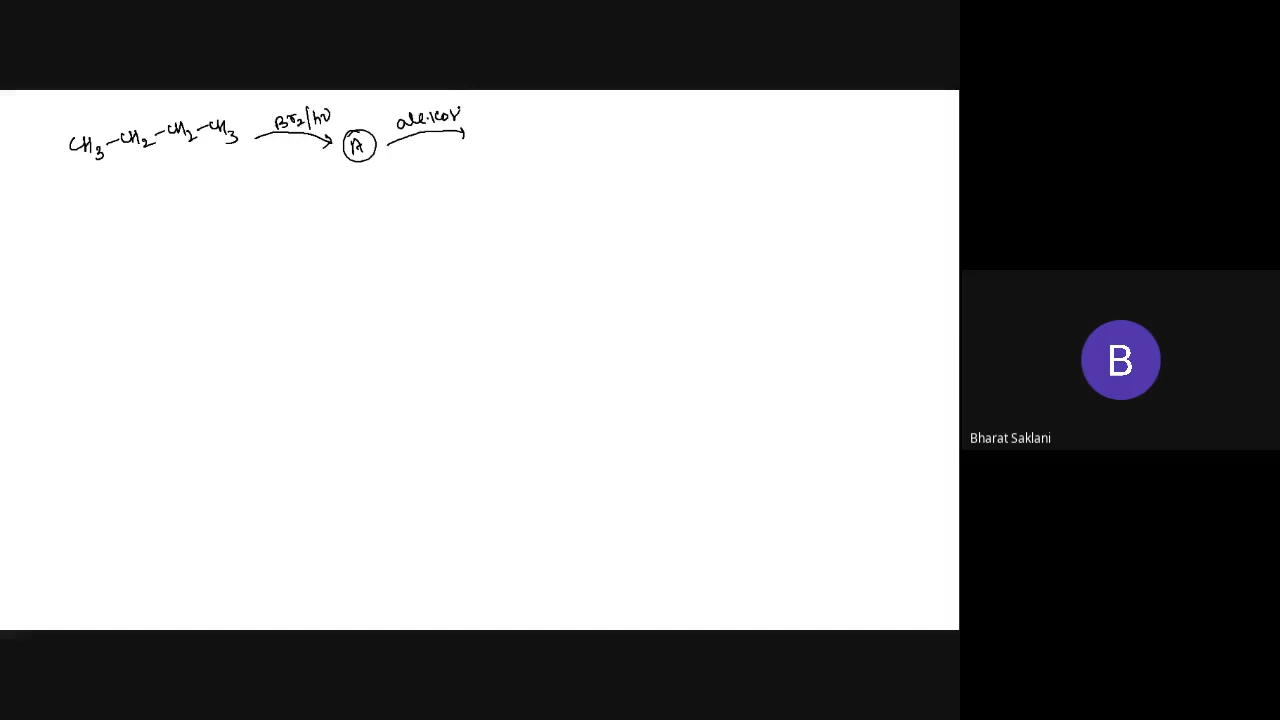 CH3-CH2-CH2-CH3 Br2/hν A alc.KOH
B
Bharat Saklani